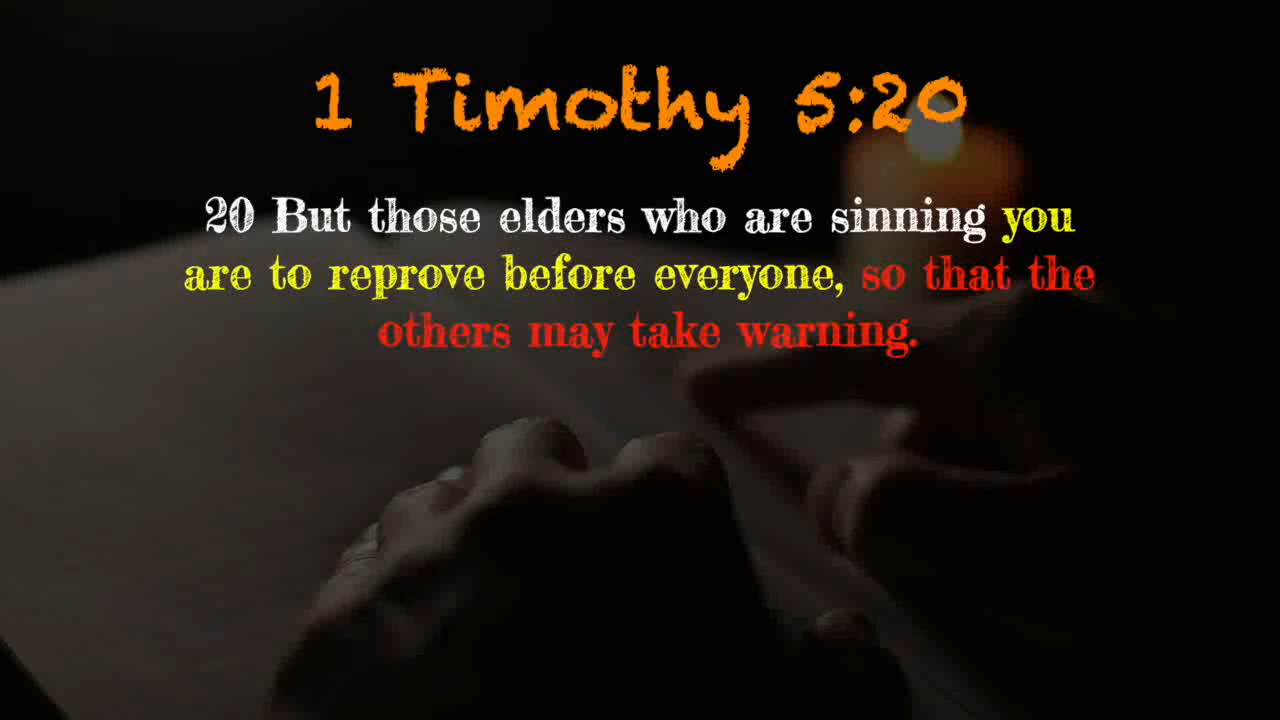 1 Timothy 5:20
20 But those elders who are sinning you
are to reprove before everyone, so that the
others may take warning.